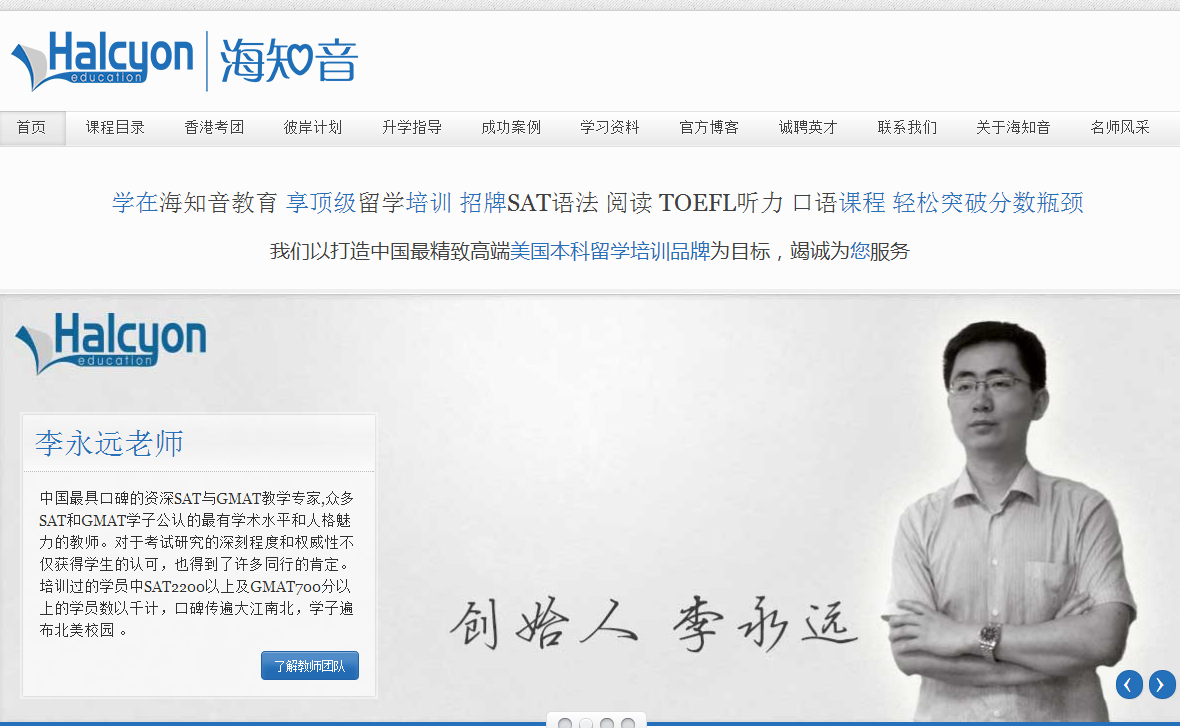 Halcyon education 海知音
首页 课程目录 香港考团 彼岸计划 升学指导 成功案例 学习资料 官方博客 诚聘英才 联系我们 关于海知音 名师风采
学在海知音教育 享顶级留学培训 招牌SAT语法 阅读 TOEFL听力 口语课程 轻松突破分数瓶颈
我们以打造中国最精致高端美国本科留学培训品牌为目标，竭诚为您服务
Halcyon
education
李永远老师
中国最具口碑的资深SAT与GMAT教学专家,众多
SAT和GMAT学子公认的最有学术水平和人格魅
力的教师。对于考试研究的深刻程度和权威性不
仅获得学生的认可，也得到了许多同行的肯定。
培训过的学员中SAT2200以上及GMAT700分以
上的学员数以千计，口碑传遍大江南北，学子遍
布北美校园 。
了解教师团队
创始人 李永远